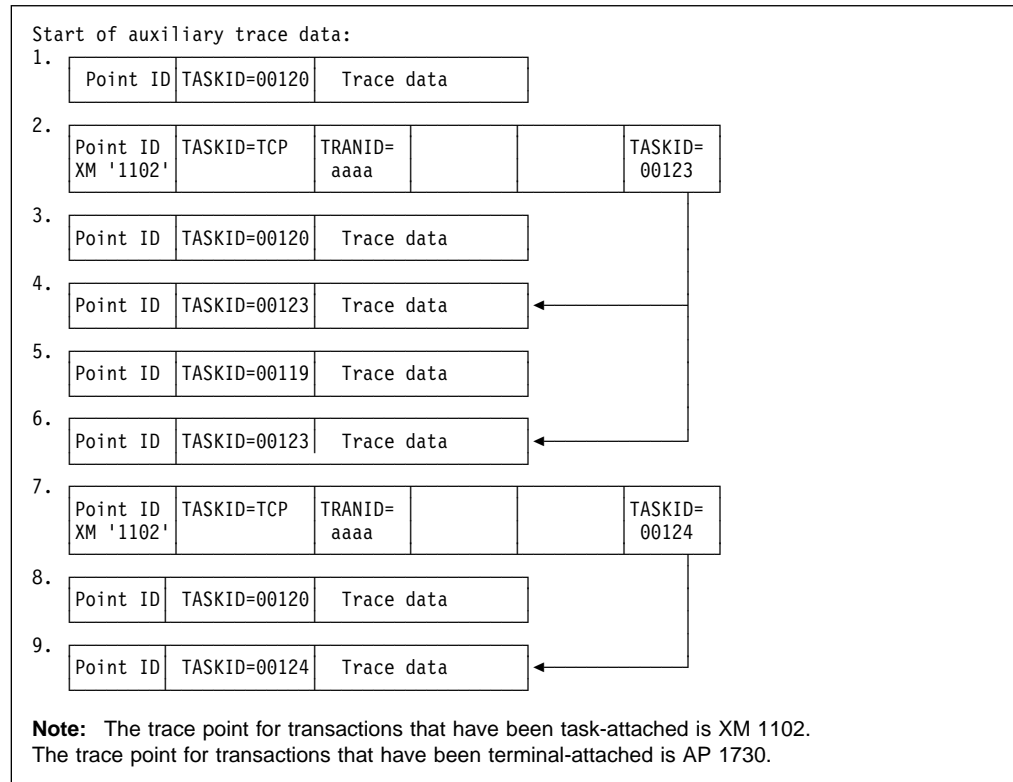 Start of auxiliary trace data:
1.
Point ID TASKID=00120 Trace data
2.
Point ID TASKID=TCP TRANID= TASKID=
XM '1102' aaaa 00123
3.
Point ID TASKID=00120 Trace data
4.
Point ID TASKID=00123 Trace data
5.
Point ID TASKID=00119 Trace data
6.
Point ID TASKID=00123 Trace data
7.
Point ID TASKID=TCP TRANID= TASKID=
XM '1102' aaaa 00124
8.
Point ID TASKID=00120 Trace data
9.
Point ID TASKID=00124 Trace data
Note: The trace point for transactions that have been task-attached is XM 1102.
The trace point for transactions that have been terminal-attached is AP 1730.